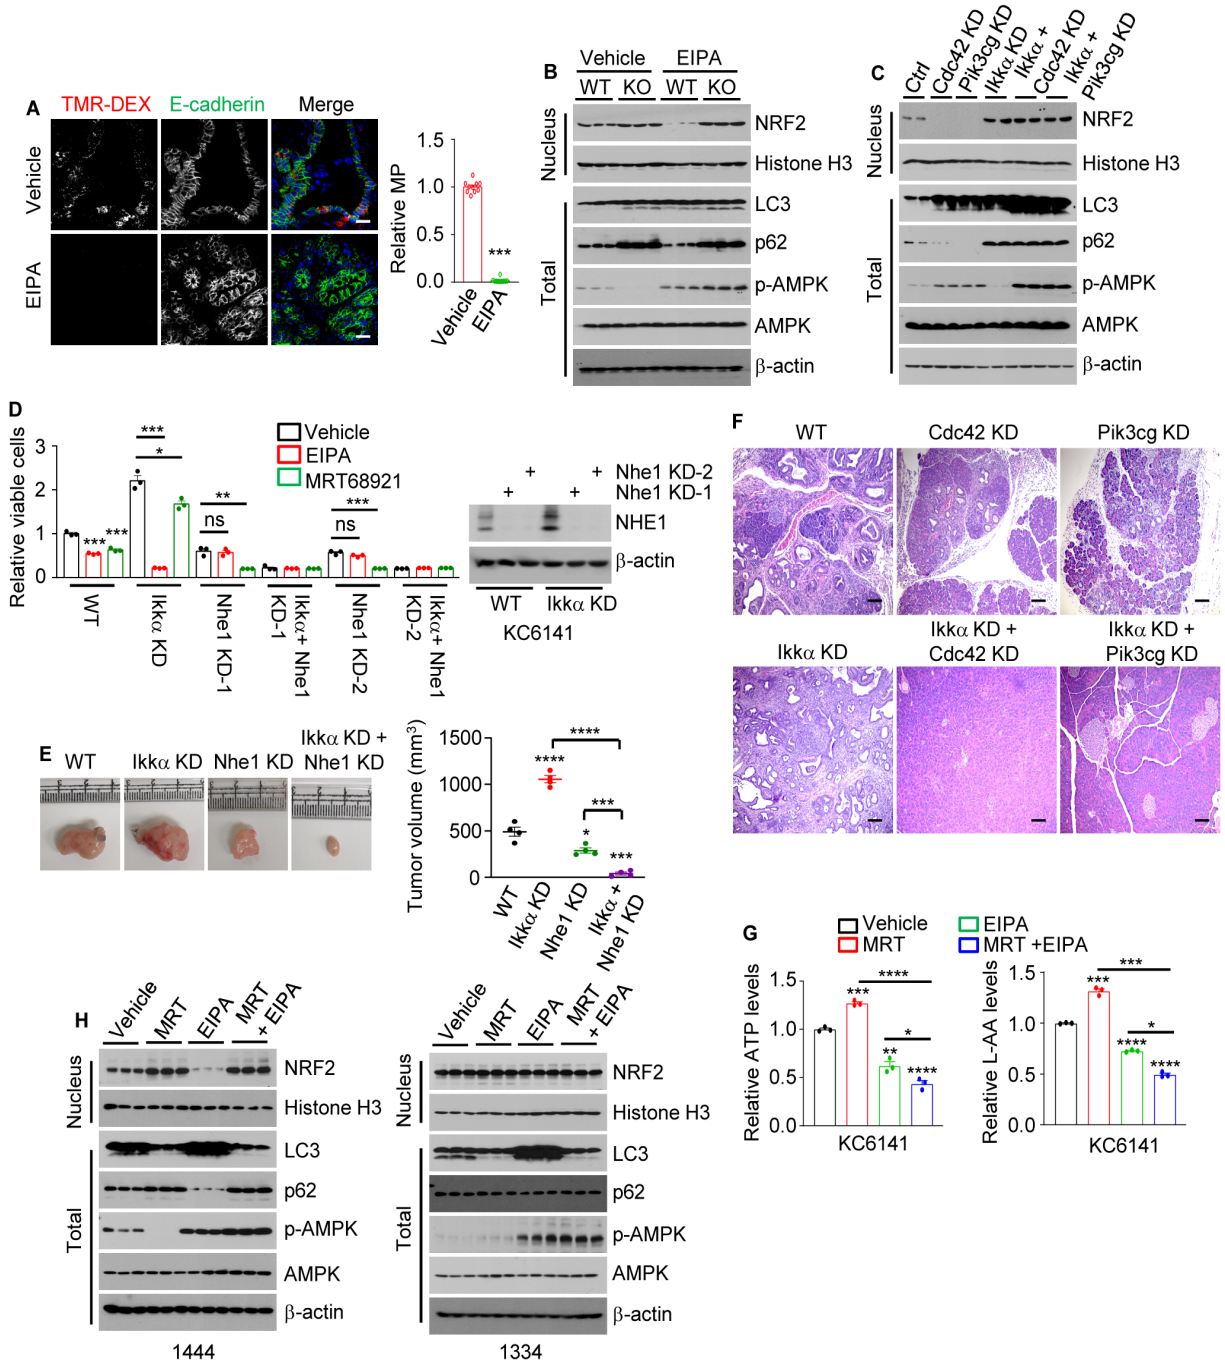 A
TMR-DEX E-cadherin Merge
Vehicle
EIPA
Relative MP
1.5
1.0
0.5
0.0
***
Vehicle
EIPA
B
Vehicle EIPA
WT KO WT KO
Nucleus
Total
NRF2
Histone H3
LC3
p62
p-AMPK
AMPK
β-actin
C
Ctrl
Cdc42 KD
Pik3cg KD
Ikkα KD
Ikkα +
Cdc42 KD
Ikkα +
Pik3cg KD
Nucleus
Total
NRF2
Histone H3
LC3
p62
p-AMPK
AMPK
β-actin
D
Relative viable cells
3
2
1
0
Vehicle
EIPA
MRT68921
*** ***
***
*
**
ns
***
ns
WT
Ikkα KD
Nhe1 KD-1
Ikkα+ Nhe1
KD-1
Nhe1 KD-2
Ikkα+ Nhe1
KD-2
+ + Nhe1 KD-2
+ + Nhe1 KD-1
NHE1
β-actin
WT Ikkα KD
KC6141
E
WT Ikkα KD Nhe1 KD Ikkα KD +
Nhe1 KD
Tumor volume (mm³)
1500
1000
500
0
****
****
***
*
***
WT
Ikkα KD
Nhe1 KD
Ikkα +
Nhe1 KD
F
WT Cdc42 KD Pik3cg KD
Ikkα KD
Ikkα KD +
Cdc42 KD
Ikkα KD +
Pik3cg KD
G
Vehicle EIPA
MRT MRT +EIPA
Relative ATP levels
1.5
1.0
0.5
0.0
***
****
**
*
****
KC6141
Relative L-AA levels
1.5
1.0
0.5
0.0
***
***
****
*
****
KC6141
H
Vehicle
MRT
EIPA
MRT
+ EIPA
Nucleus
Total
NRF2
Histone H3
LC3
p62
p-AMPK
AMPK
β-actin
1444
Vehicle
MRT
EIPA
MRT
+ EIPA
Nucleus
Total
NRF2
Histone H3
LC3
p62
p-AMPK
AMPK
β-actin
1334